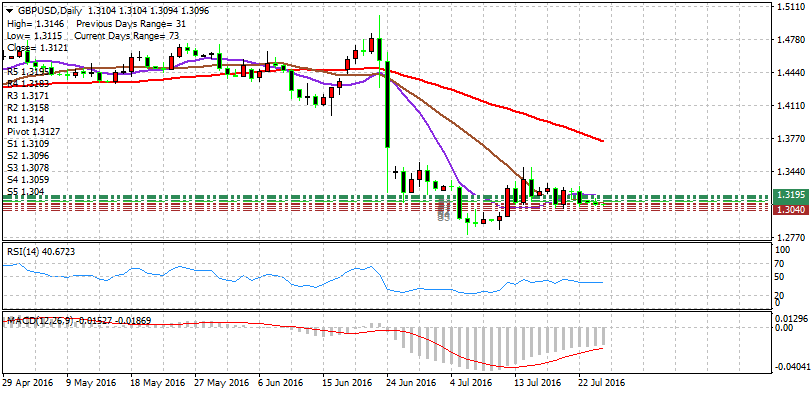 GBPUSD,Daily 1.3104 1.3104 1.3094 1.3096
High= 1.3146 Previous Days Range= 31
Low= 1.3115 Current Days Range= 73
Close= 1.3121
R5 1.3195
R4 1.3183
R3 1.3171
R2 1.3158
R1 1.314
Pivot 1.3127
S1 1.3109
S2 1.3096
S3 1.3078
S4 1.3059
S5 1.304
1.5110
1.4780
1.4440
1.4110
1.3770
1.3440
1.3195
1.3040
1.2770
RSI(14) 40.6723
100
70
50
20
0
MACD(12,26,9) -0.01527 -0.01869
0.01296
0.00
-0.04041
29 Apr 2016 9 May 2016 18 May 2016 27 May 2016 6 Jun 2016 15 Jun 2016 24 Jun 2016 4 Jul 2016 13 Jul 2016 22 Jul 2016